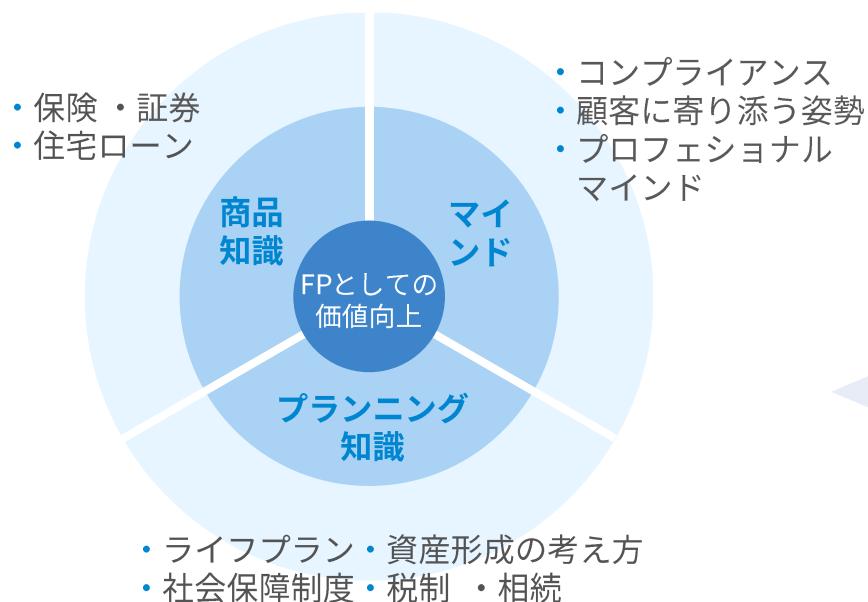 ・保険 ・証券
・住宅ローン
・コンプライアンス
・顧客に寄り添う姿勢
・プロフェショナル
マインド
商品
知識
マイ
ンド
FPとしての
価値向上
プランニング
知識
・ライフプラン・資産形成の考え方
・社会保障制度・税制 ・相続